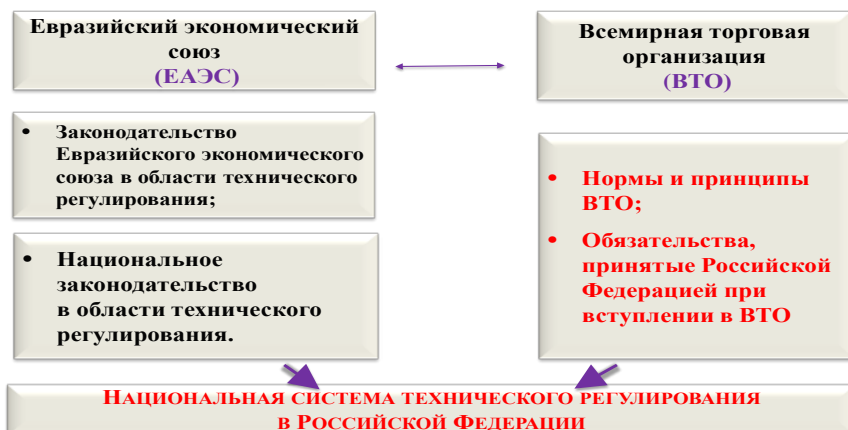 Евразийский экономический
союз
(ЕАЭС)
Всемирная торговая
организация
(ВТО)
• Законодательство
Евразийского экономического
союза в области технического
регулирования;
• Национальное
законодательство
в области технического
регулирования.
• Нормы и принципы
ВТО;
• Обязательства,
принятые Российской
Федерацией при
вступлении в ВТО
НАЦИОНАЛЬНАЯ СИСТЕМА ТЕХНИЧЕСКОГО РЕГУЛИРОВАНИЯ
В РОССИЙСКОЙ ФЕДЕРАЦИИ